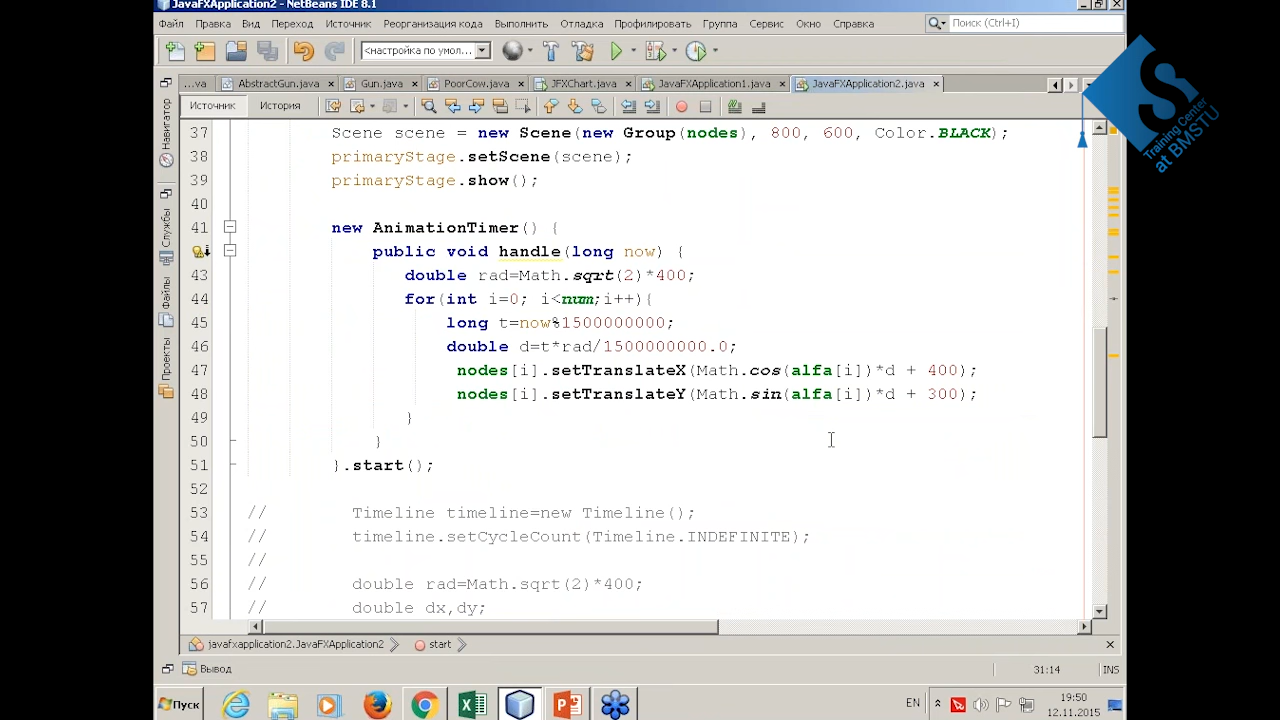 JavaFXApplication2 - NetBeans IDE 8.1
Файл Правка Вид Переход Источник Реорганизация кода Выполнить Отладка Профилировать Группа Сервис Окно Справка
Поиск (Ctrl+I)
<настройка по умол...
...va AbstractGun.java Gun.java PoorCow.java JFXChart.java JavaFXApplication1.java JavaFXApplication2.java
Источник История
37 Scene scene = new Scene(new Group(nodes), 800, 600, Color.BLACK);
38 primaryStage.setScene(scene);
39 primaryStage.show();
40
41 new AnimationTimer() {
public void handle(long now) {
43 double rad=Math.sqrt(2)*400;
44 for(int i=0; i<num;i++){
45 long t=now%1500000000;
46 double d=t*rad/1500000000.0;
47 nodes[i].setTranslateX(Math.cos(alfa[i])*d + 400);
48 nodes[i].setTranslateY(Math.sin(alfa[i])*d + 300);
49 }
50 }
51 }.start();
52
53 // Timeline timeline=new Timeline();
54 // timeline.setCycleCount(Timeline.INDEFINITE);
55 //
56 // double rad=Math.sqrt(2)*400;
57 // double dx,dy;
javafxapplication2.JavaFXApplication2 start
Вывод
31:14 INS
Пуск
EN
19:50
12.11.2015
Навигатор
Службы
Файлы
Проекты
Training Center
at BMSTU